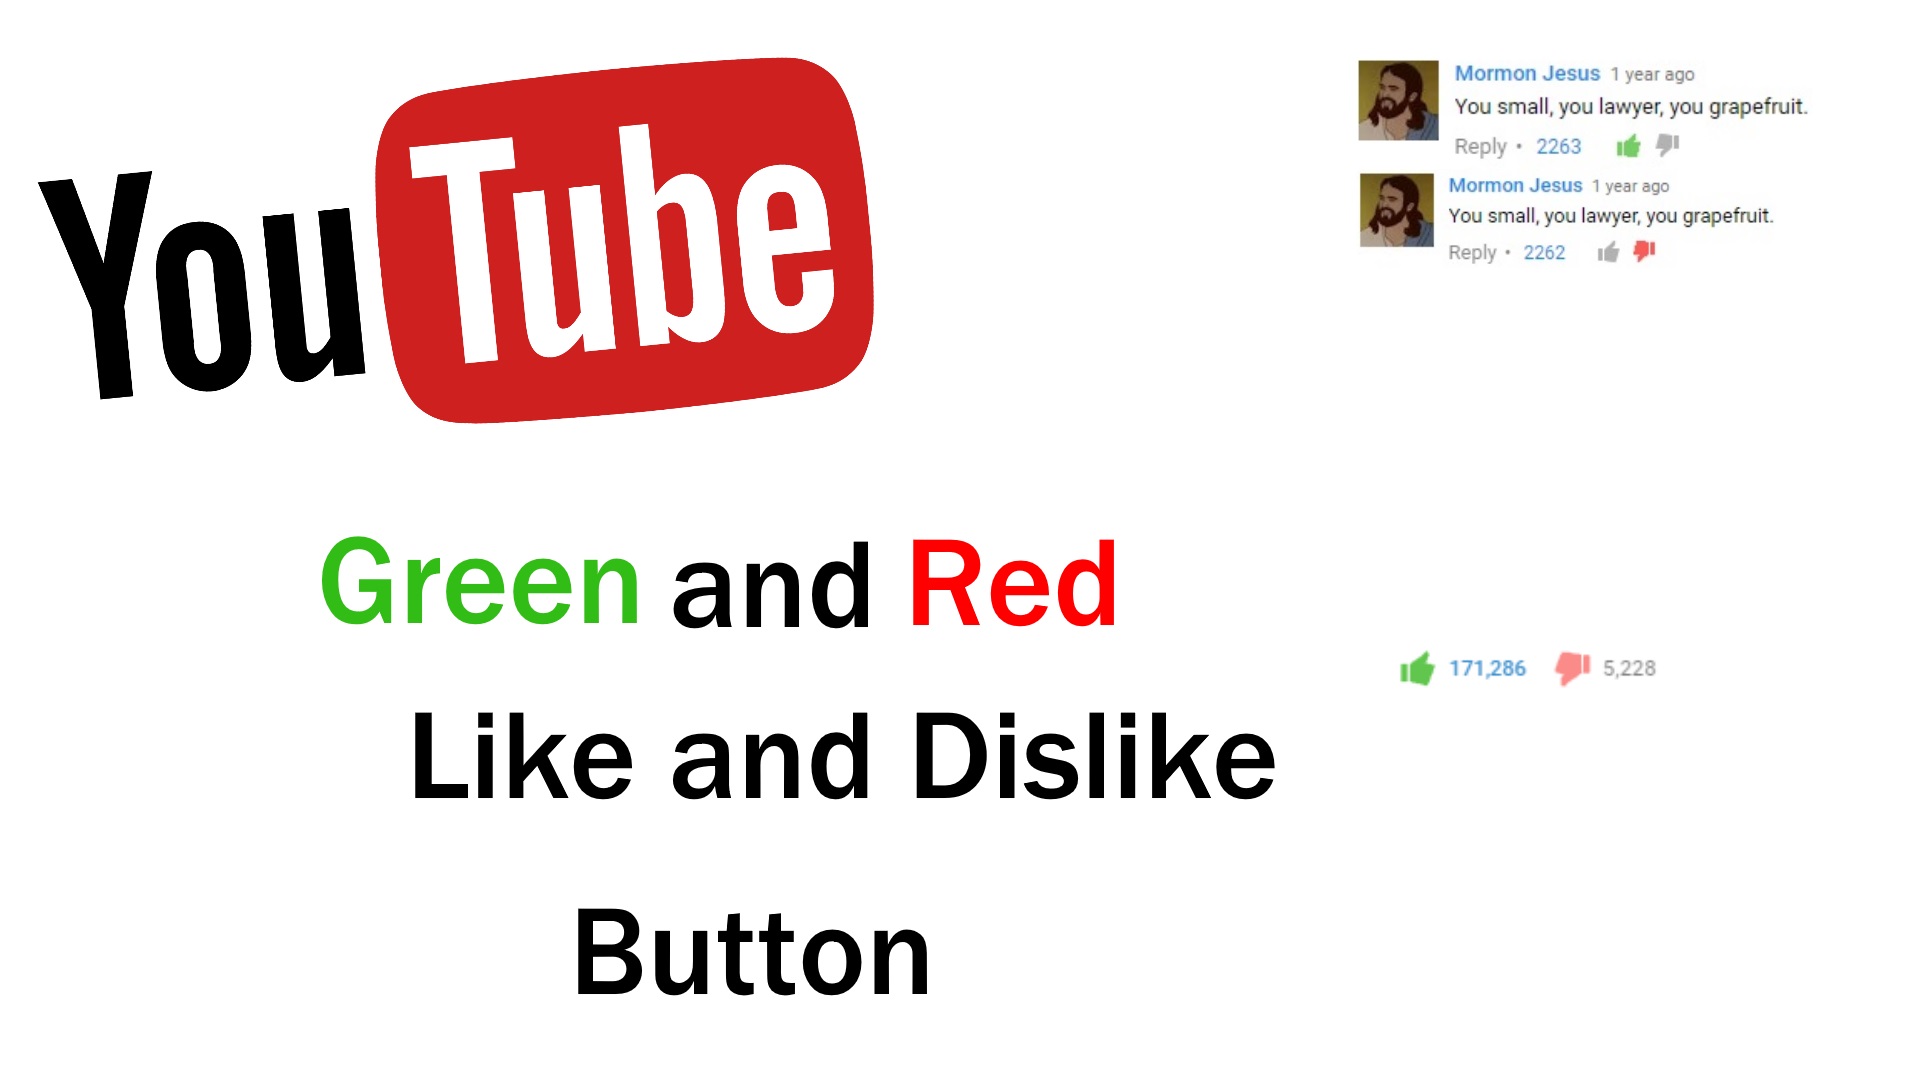 YouTube
Mormon Jesus 1 year ago
You small, you lawyer, you grapefruit.
Reply • 2263
Mormon Jesus 1 year ago
You small, you lawyer, you grapefruit.
Reply • 2262
Green and Red
171,286 5,228
Like and Dislike
Button